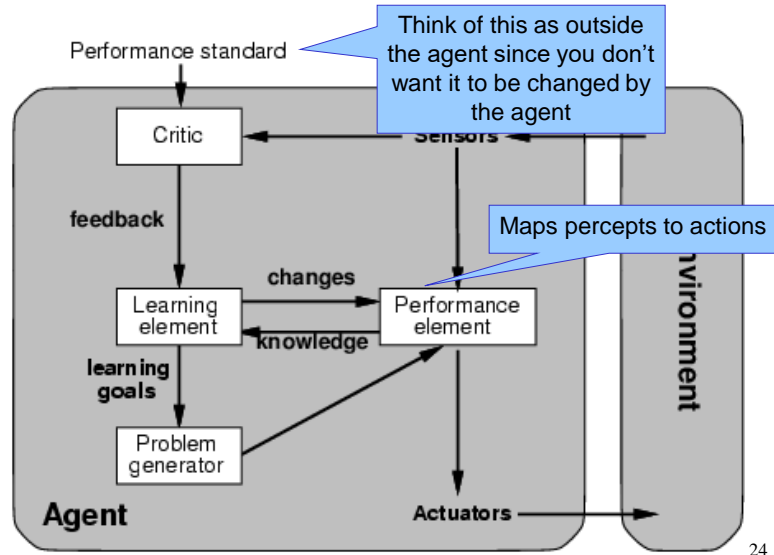 Performance standard
Think of this as outside
the agent since you don't
want it to be changed by
the agent
Critic
Sensors
feedback
Maps percepts to actions
changes
Learning
element
Performance
element
knowledge
learning
goals
Problem
generator
Agent
Actuators
nvironment
24